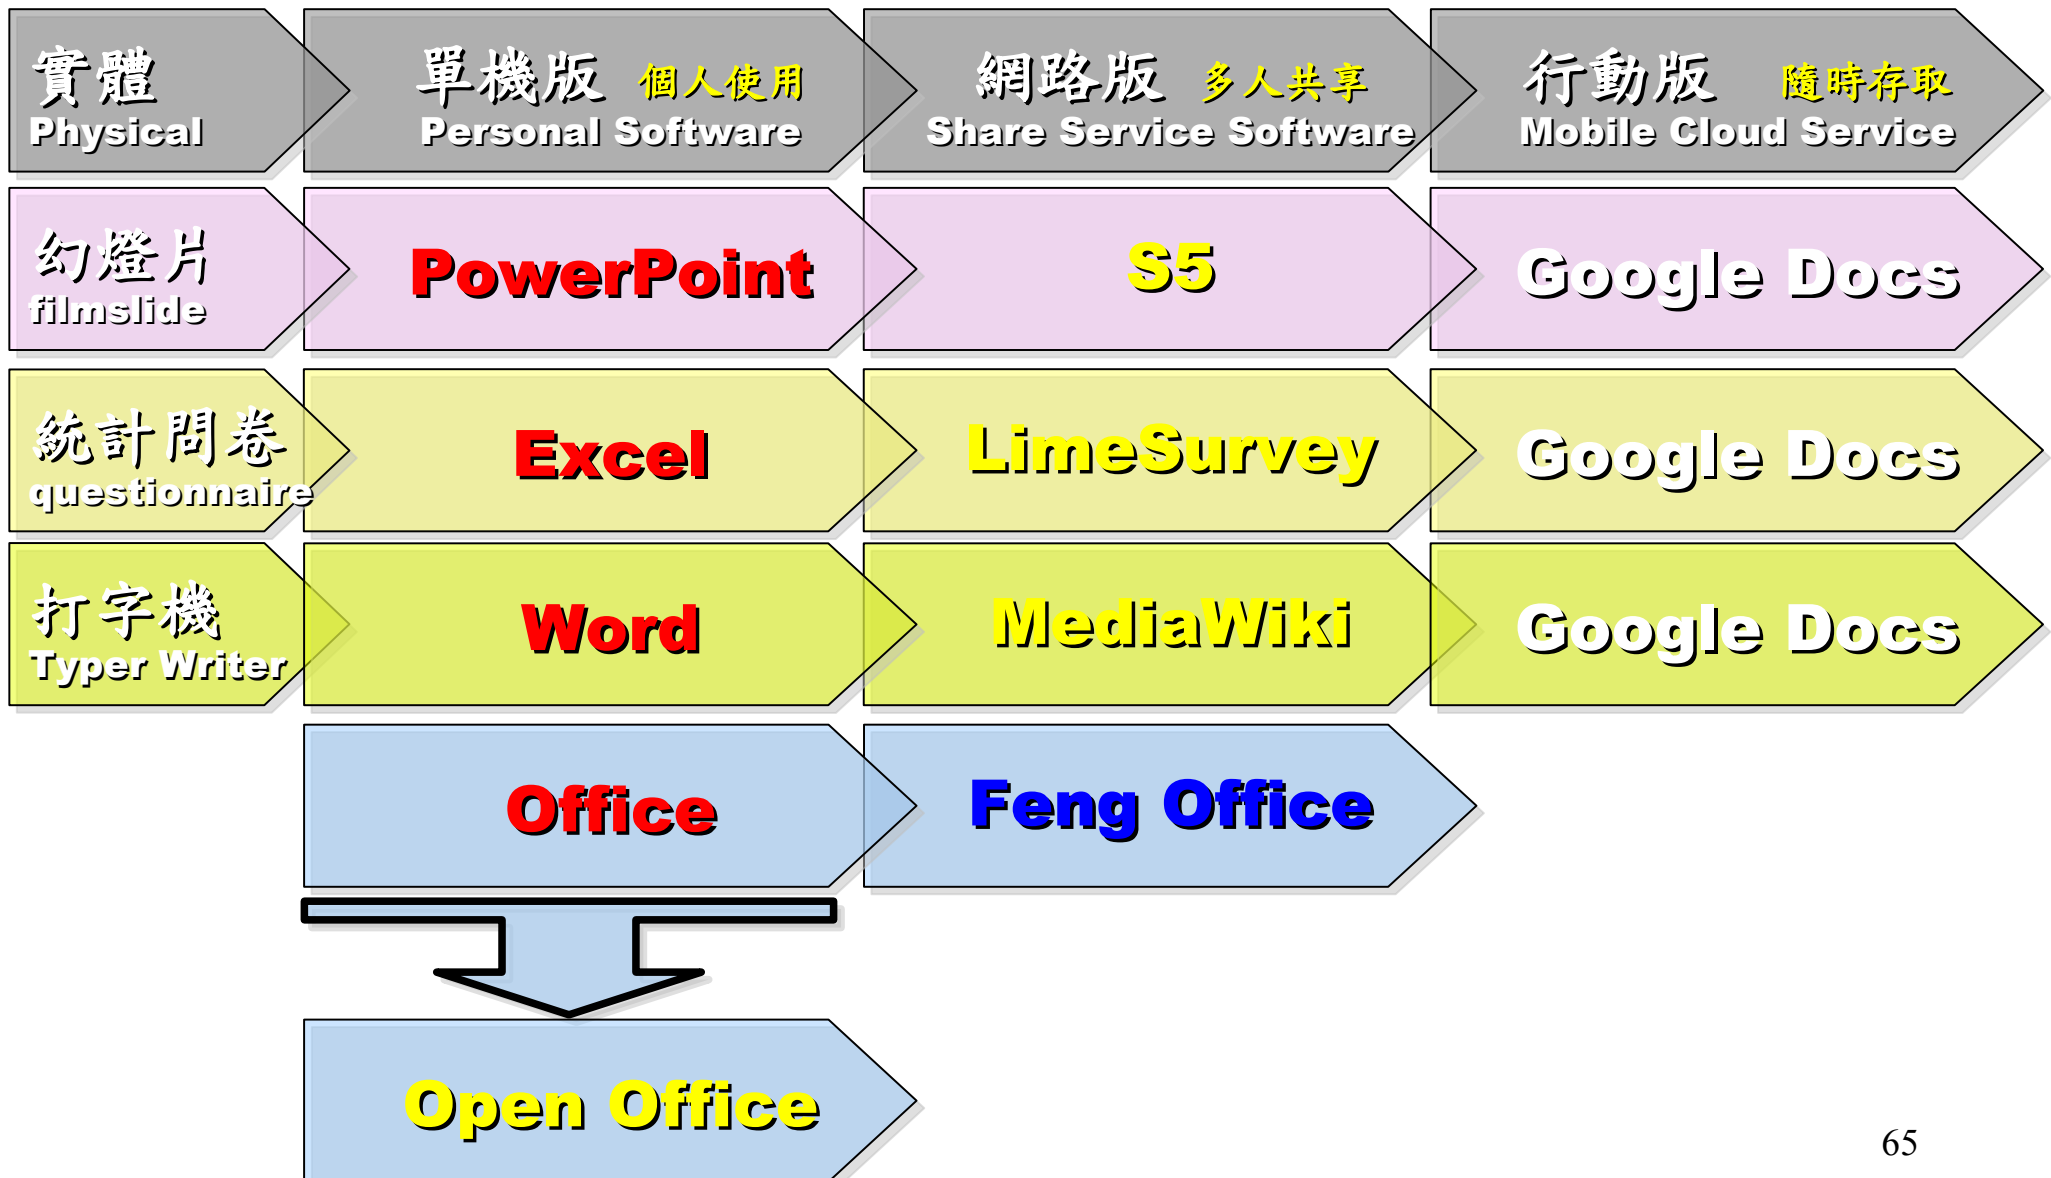 實體
Physical
單機版 個人使用
Personal Software
網路版 多人共享
Share Service Software
行動版 隨時存取
Mobile Cloud Service
幻燈片
filmslide
PowerPoint
S5
Google Docs
統計問卷
questionnaire
Excel
LimeSurvey
Google Docs
打字機
Typer Writer
Word
MediaWiki
Google Docs
Office
Feng Office
Open Office
65